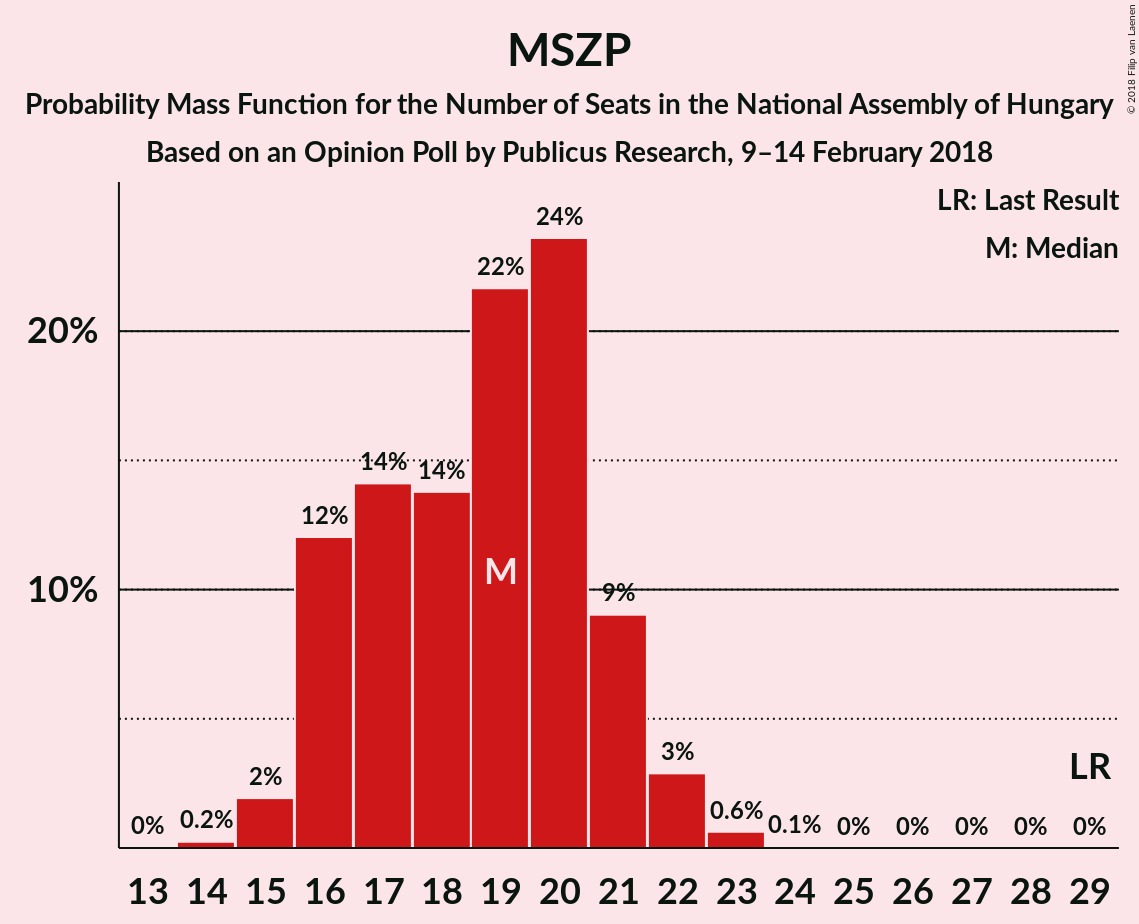 MSZP
Probability Mass Function for the Number of Seats in the National Assembly of Hungary
Based on an Opinion Poll by Publicus Research, 9–14 February 2018
© 2018 Filip van Laenen
LR: Last Result
M: Median
20%
10%
0%
0.2%
2%
12%
14%
14%
22%
24%
9%
3%
0.6%
0.1%
0%
0%
0%
0%
0%
M
LR
13 14 15 16 17 18 19 20 21 22 23 24 25 26 27 28 29